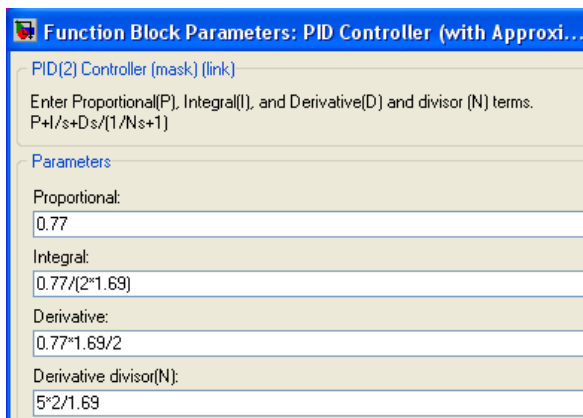 Function Block Parameters: PID Controller (with Approxi...
PID(2) Controller (mask) (link)
Enter Proportional(P), Integral(I), and Derivative(D) and divisor (N) terms.
P+I/s+Ds/(1/Ns+1)
Parameters
Proportional:
0.77
Integral:
0.77/(2*1.69)
Derivative:
0.77*1.69/2
Derivative divisor(N):
5*2/1.69